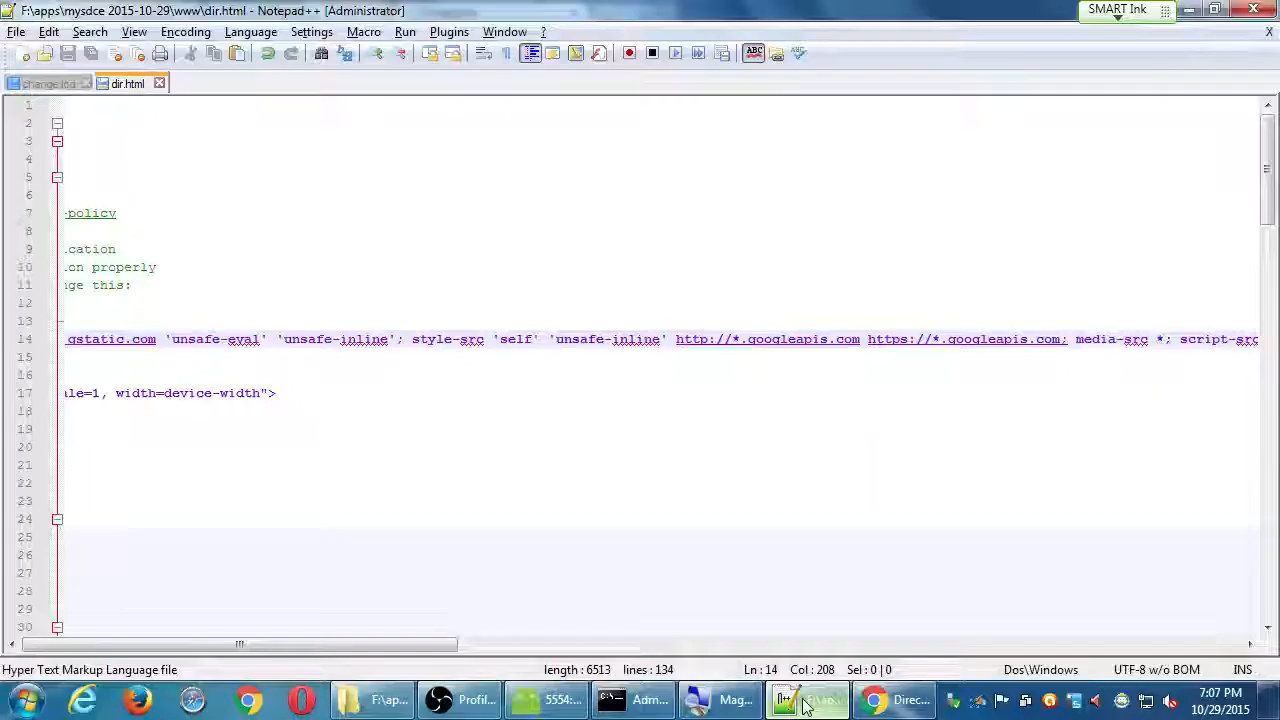 F:\apps\mysdce 2015-10-29\www\dir.html - Notepad++ [Administrator]
SMART Ink
File Edit Search View Encoding Language Settings Macro Run Plugins Window ?
X
change.log dir.html
1
2
3
4
5
6
7 -policy
8
9 ication
10 ion properly
11 nge this:
12
13
14 gstatic.com 'unsafe-eval' 'unsafe-inline'; style-src 'self' 'unsafe-inline' http://*.googleapis.com https://*.googleapis.com; media-src *; script-src
15
16
17 ale=1, width=device-width">
18
19
20
21
22
23
24
25
26
27
28
29
30
Hyper Text Markup Language file length : 6513 lines : 134 Ln : 14 Col : 208 Sel : 0 | 0 Dos\Windows UTF-8 w/o BOM INS
F:\ap... Profil... 5554:... Adm... Mag... Direc... 7:07 PM
10/29/2015